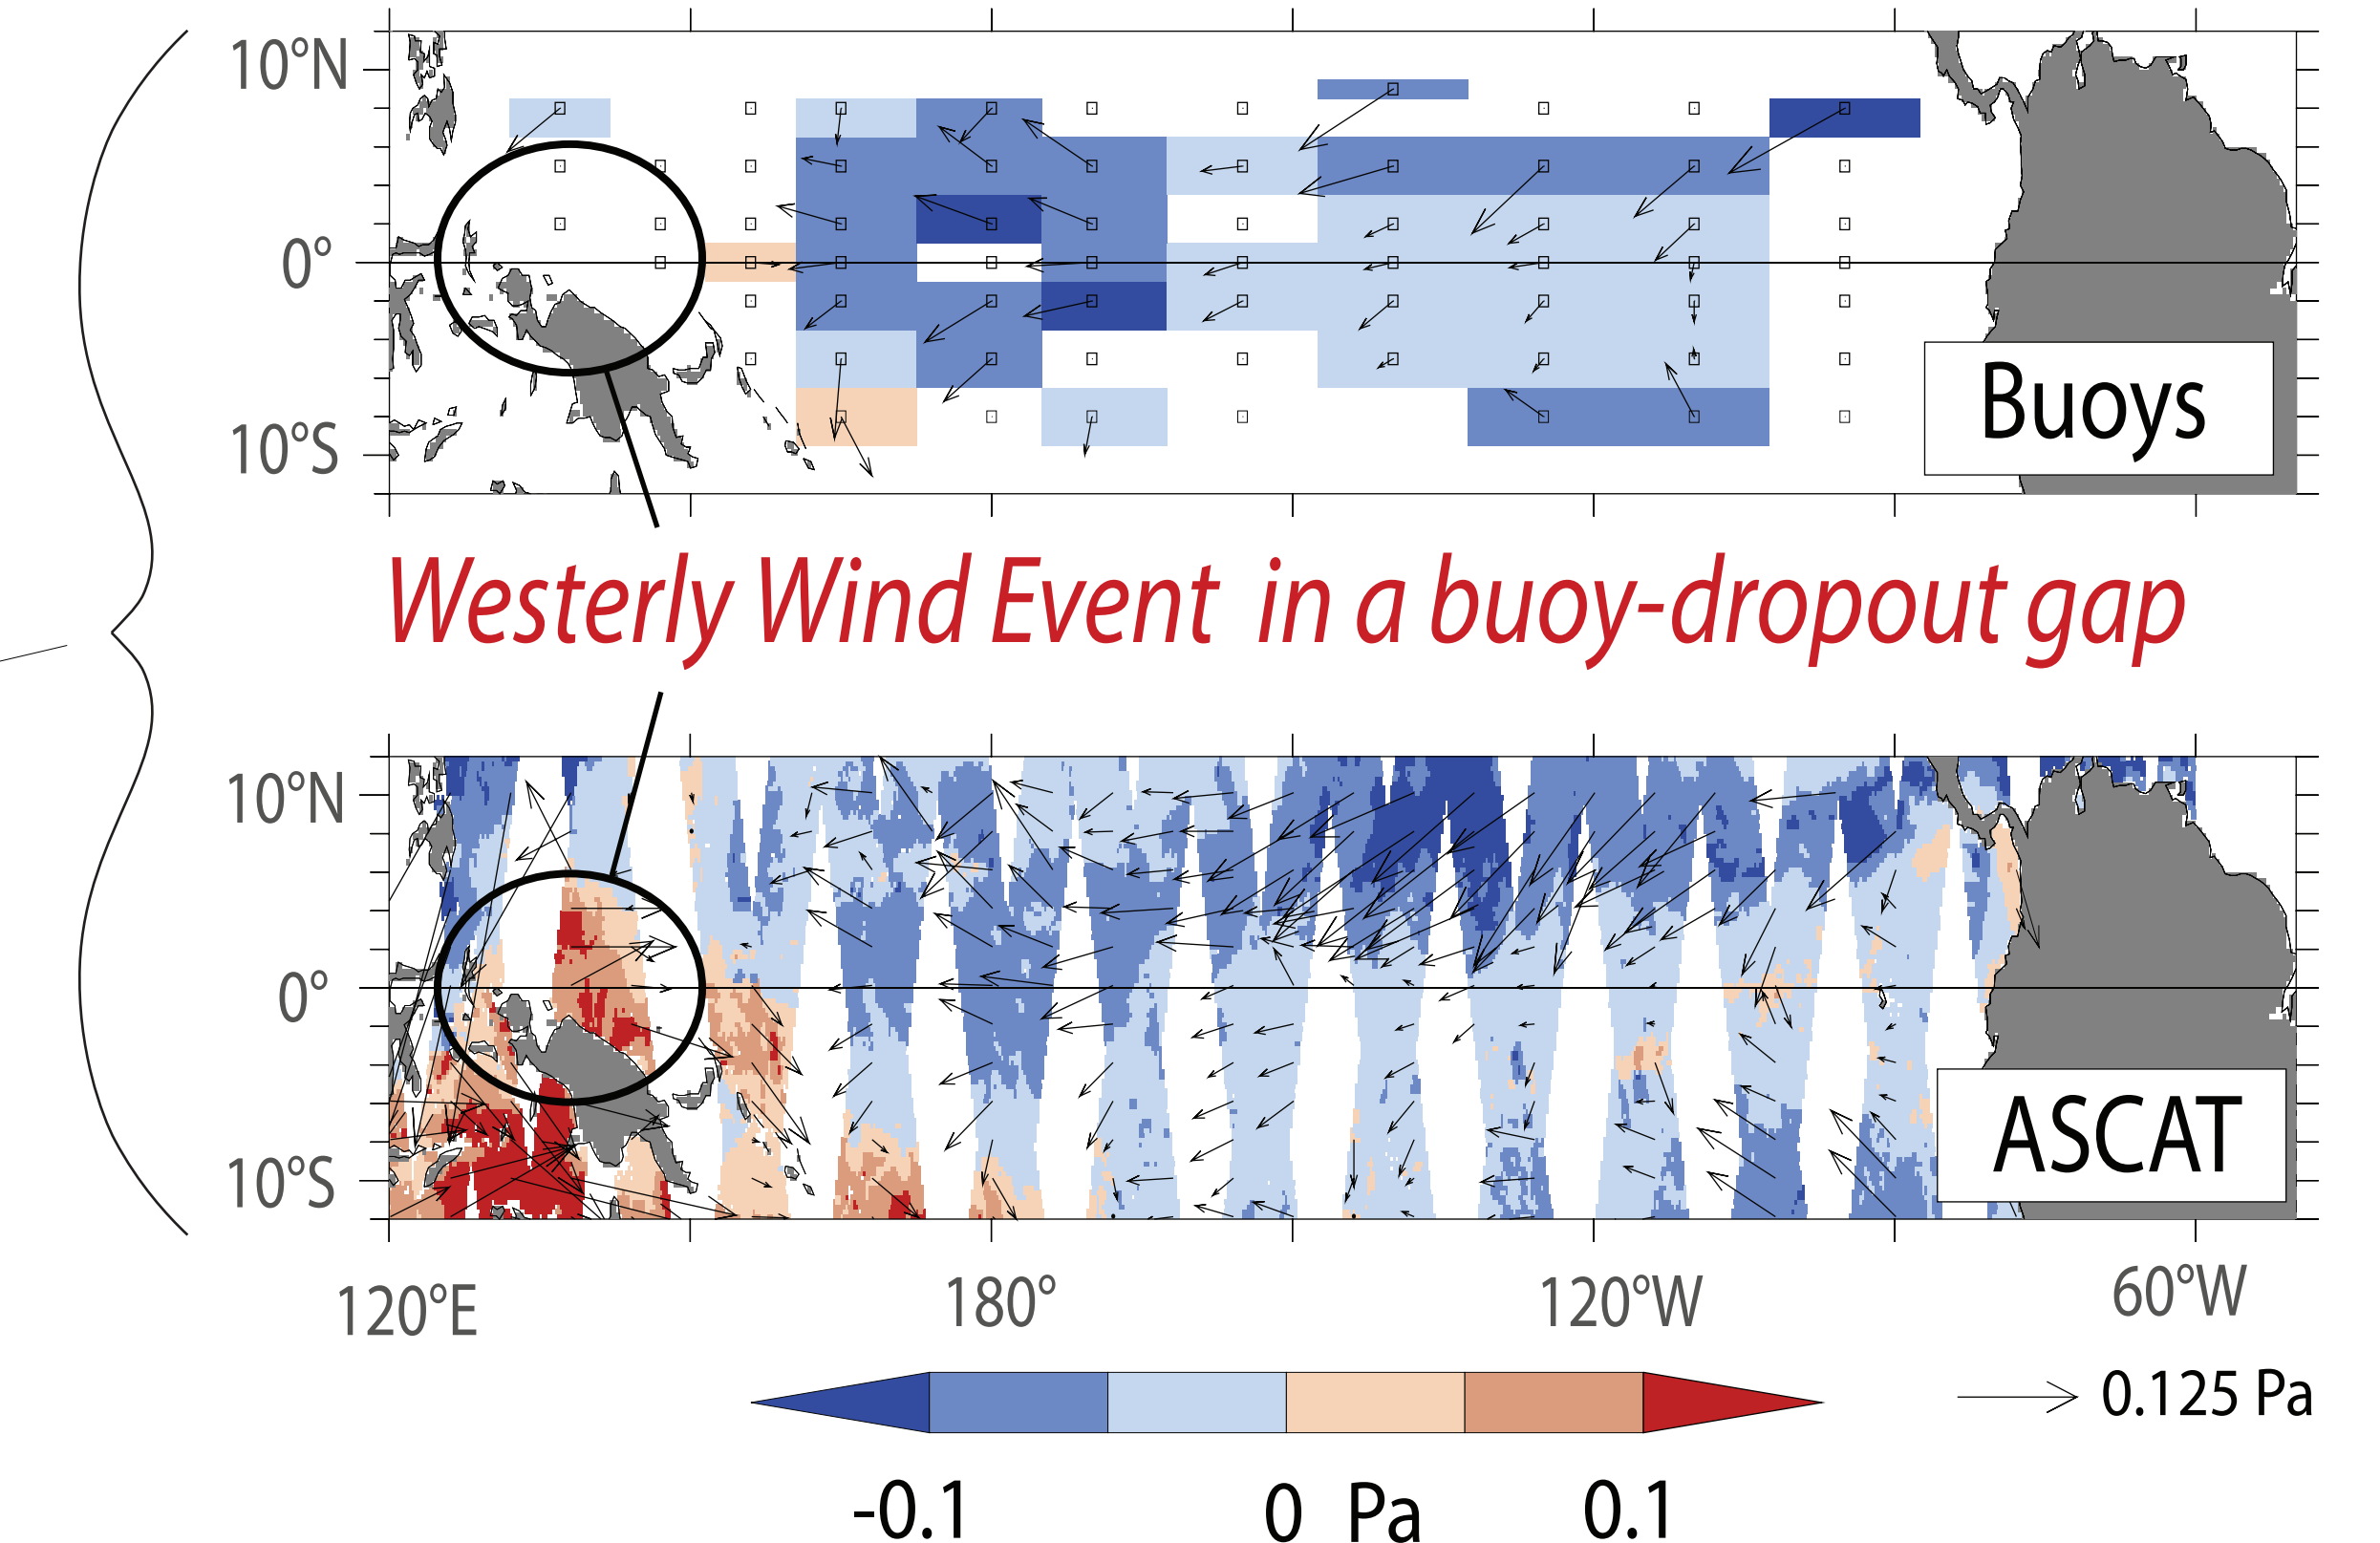 10°N
0°
10°S
Buoys
Westerly Wind Event in a buoy-dropout gap
10°N
0°
10°S
ASCAT
120°E 180° 120°W 60°W
0.125 Pa
-0.1 0 Pa 0.1